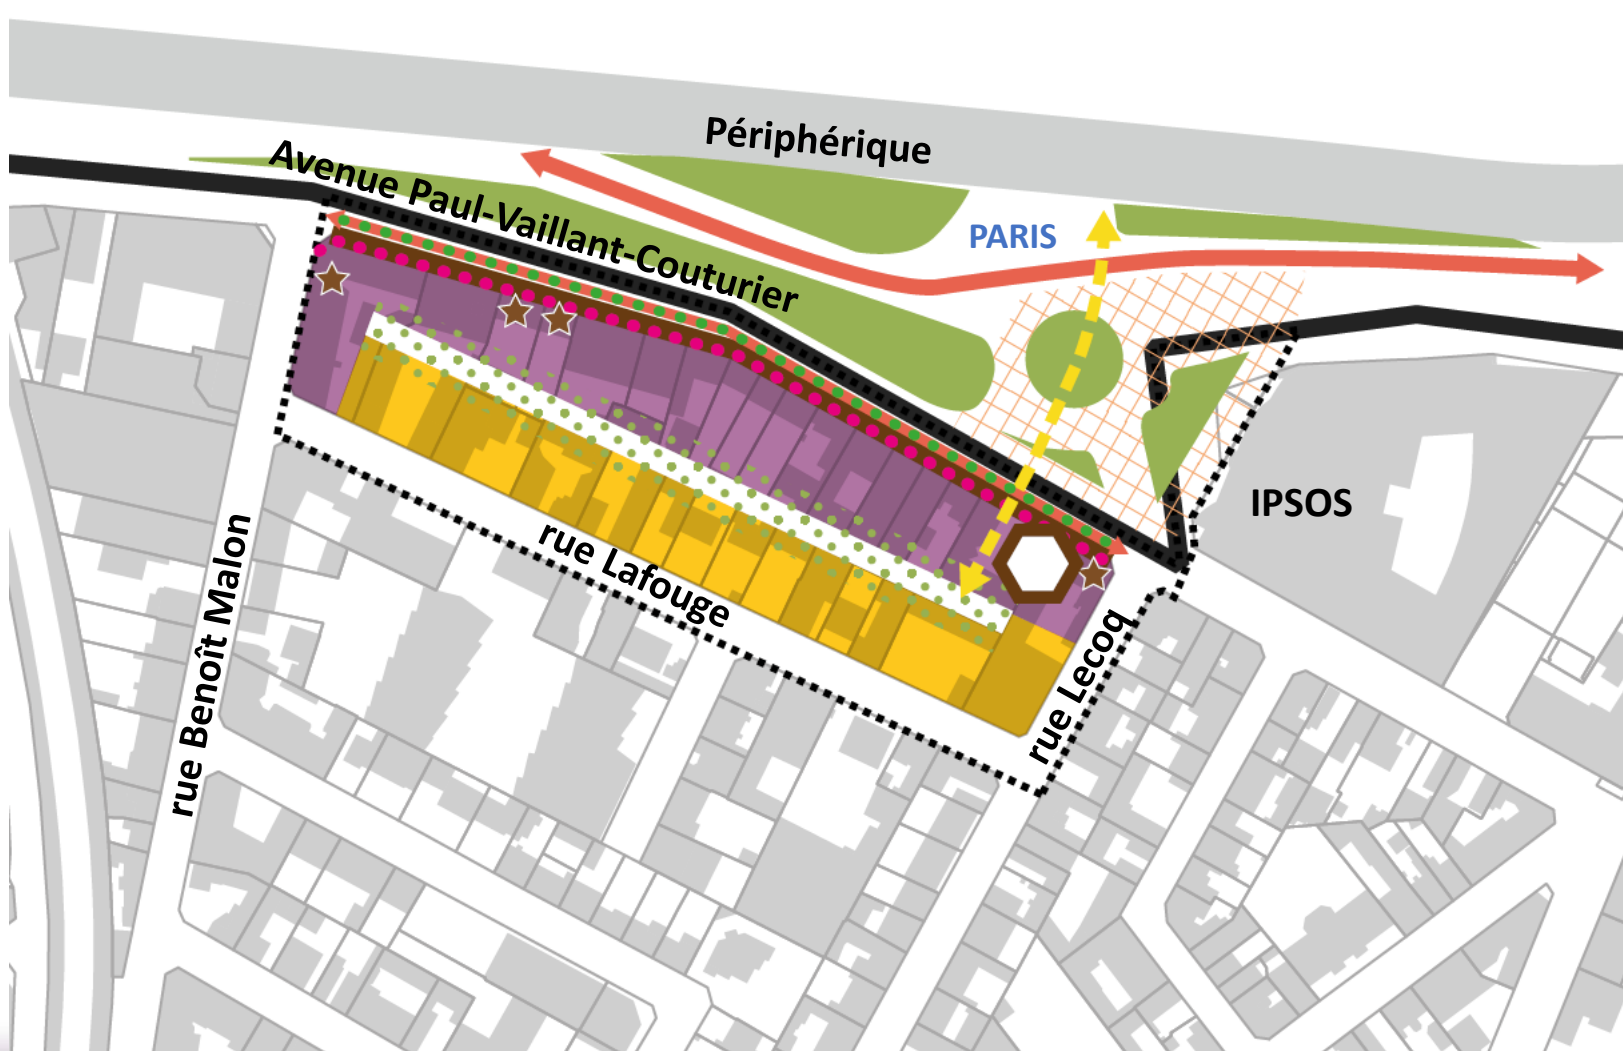 Périphérique
Avenue Paul-Vaillant-Couturier
PARIS
IPSOS
rue Lafouge
rue Benoît Malon
rue Lecoq